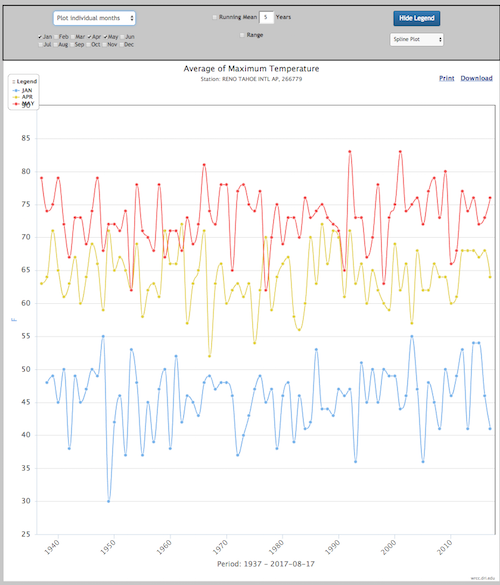 Plot individual months
Running Mean 5 Years
Hide Legend
Jan Feb Mar Apr May Jun
Jul Aug Sep Oct Nov Dec
Range
Spline Plot
Average of Maximum Temperature
Station: RENO TAHOE INTL AP, 266779
Print Download
Legend
JAN
APR
MAY
90
85
80
75
70
65
60
55
50
45
40
35
30
25
F
1940 1950 1960 1970 1980 1990 2000 2010
Period: 1937 - 2017-08-17
wrcc.dri.edu